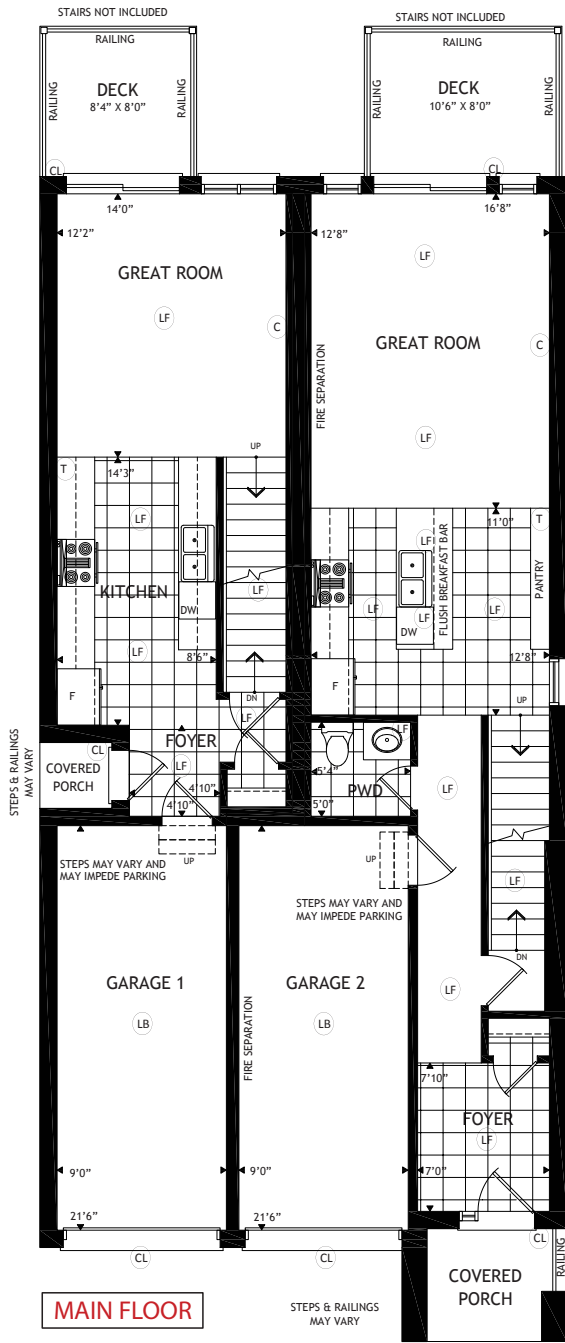 STAIRS NOT INCLUDED
STAIRS NOT INCLUDED
RAILING
RAILING
RAILING
RAILING
RAILING
RAILING
DECK
8'4" X 8'0"
DECK
10'6" X 8'0"
CL
CL
14'0"
16'8"
12'2"
12'8"
LF
GREAT ROOM
LF
C
GREAT ROOM
C
FIRE SEPARATION
LF
UP
T
14'3"
LF
11'0"
T
LF
FLUSH BREAKFAST BAR
PANTRY
KITCHEN
LF
DW
LF
LF
LF
DW
LF
8'6"
12'8"
F
F
DN
UP
LF
FOYER
LF
CL
COVERED
PORCH
STEPS & RAILINGS
MAY VARY
LF
5'4"
PWD
5'0"
4'10"
4'10"
LF
UP
UP
STEPS MAY VARY AND
MAY IMPEDE PARKING
STEPS MAY VARY AND
MAY IMPEDE PARKING
LF
DN
GARAGE 1
GARAGE 2
LF
LB
LB
FIRE SEPARATION
7'10"
FOYER
LF
9'0"
9'0"
7'0"
21'6"
21'6"
CL
CL
CL
RAILING
COVERED
PORCH
MAIN FLOOR
STEPS & RAILINGS
MAY VARY